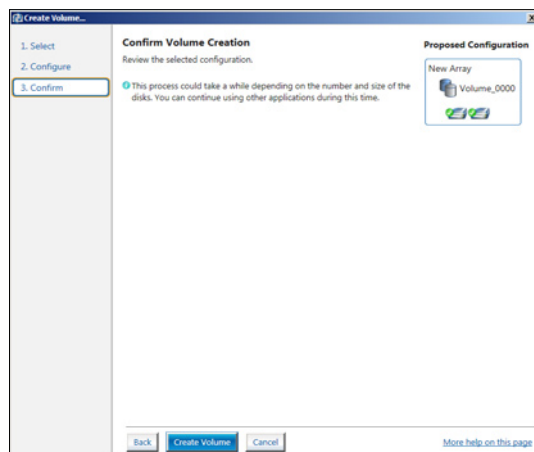 Create Volume...
X
1. Select
2. Configure
3. Confirm
Confirm Volume Creation
Review the selected configuration.
This process could take a while depending on the number and size of the
disks. You can continue using other applications during this time.
Proposed Configuration
New Array
Volume_0000
Back
Create Volume
Cancel
More help on this page